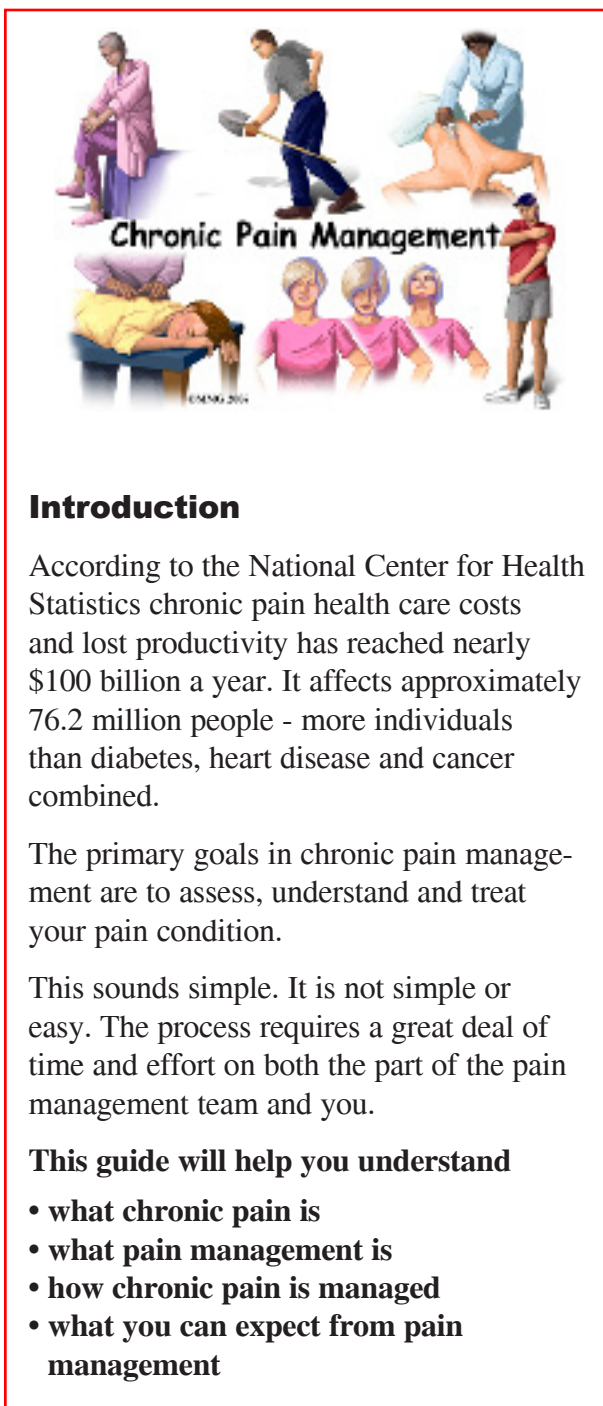 Chronic Pain Management
Introduction
According to the National Center for Health
Statistics chronic pain health care costs
and lost productivity has reached nearly
$100 billion a year. It affects approximately
76.2 million people - more individuals
than diabetes, heart disease and cancer
combined.
The primary goals in chronic pain manage-
ment are to assess, understand and treat
your pain condition.
This sounds simple. It is not simple or
easy. The process requires a great deal of
time and effort on both the part of the pain
management team and you.
This guide will help you understand
• what chronic pain is
• what pain management is
• how chronic pain is managed
• what you can expect from pain
management